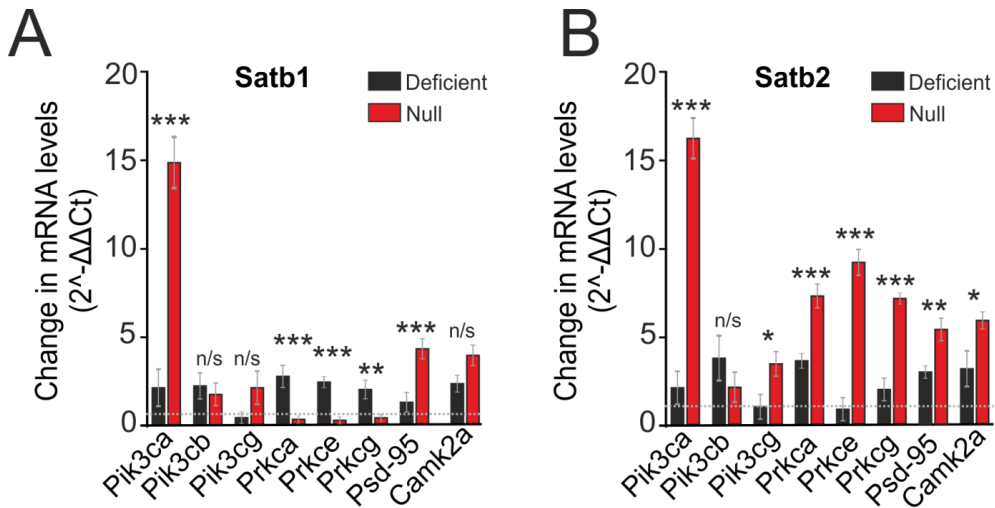 A
Satb1
Deficient
Null
Change in mRNA levels
(2^-ΔΔCt)
20
15
10
5
0
***
n/s
n/s
***
***
**
***
n/s
Pik3ca
Pik3cb
Pik3cg
Prkca
Prkce
Prkcg
Psd-95
Camk2a
B
Satb2
Deficient
Null
Change in mRNA levels
(2^-ΔΔCt)
20
15
10
5
0
***
n/s
*
***
***
***
**
*
Pik3ca
Pik3cb
Pik3cg
Prkca
Prkce
Prkcg
Psd-95
Camk2a